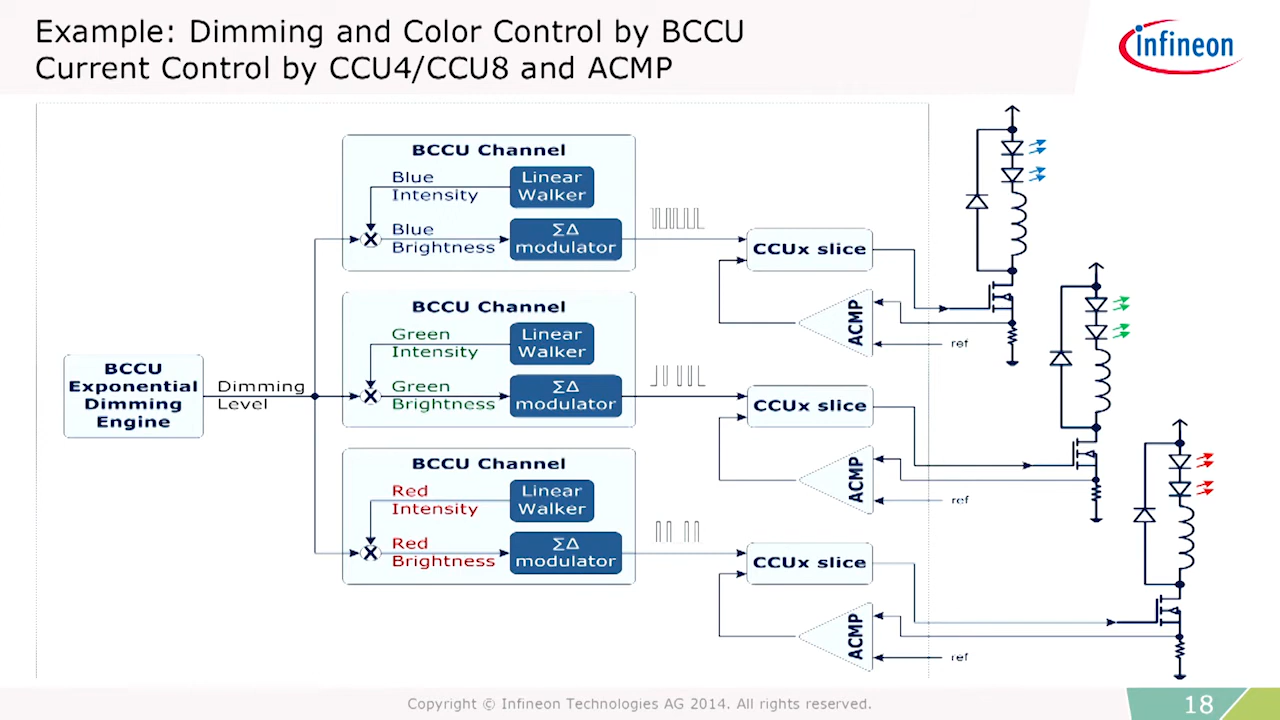 Example: Dimming and Color Control by BCCU
Current Control by CCU4/CCU8 and ACMP
infineon
BCCU Channel
Blue
Intensity
Linear
Walker
X
Blue
Brightness
ΣΔ
modulator
CCUx slice
ACMP
ref
BCCU Channel
Green
Intensity
Linear
Walker
X
Green
Brightness
ΣΔ
modulator
CCUx slice
ACMP
ref
BCCU
Exponential
Dimming
Engine
Dimming
Level
BCCU Channel
Red
Intensity
Linear
Walker
X
Red
Brightness
ΣΔ
modulator
CCUx slice
ACMP
ref
Copyright © Infineon Technologies AG 2014. All rights reserved.
18